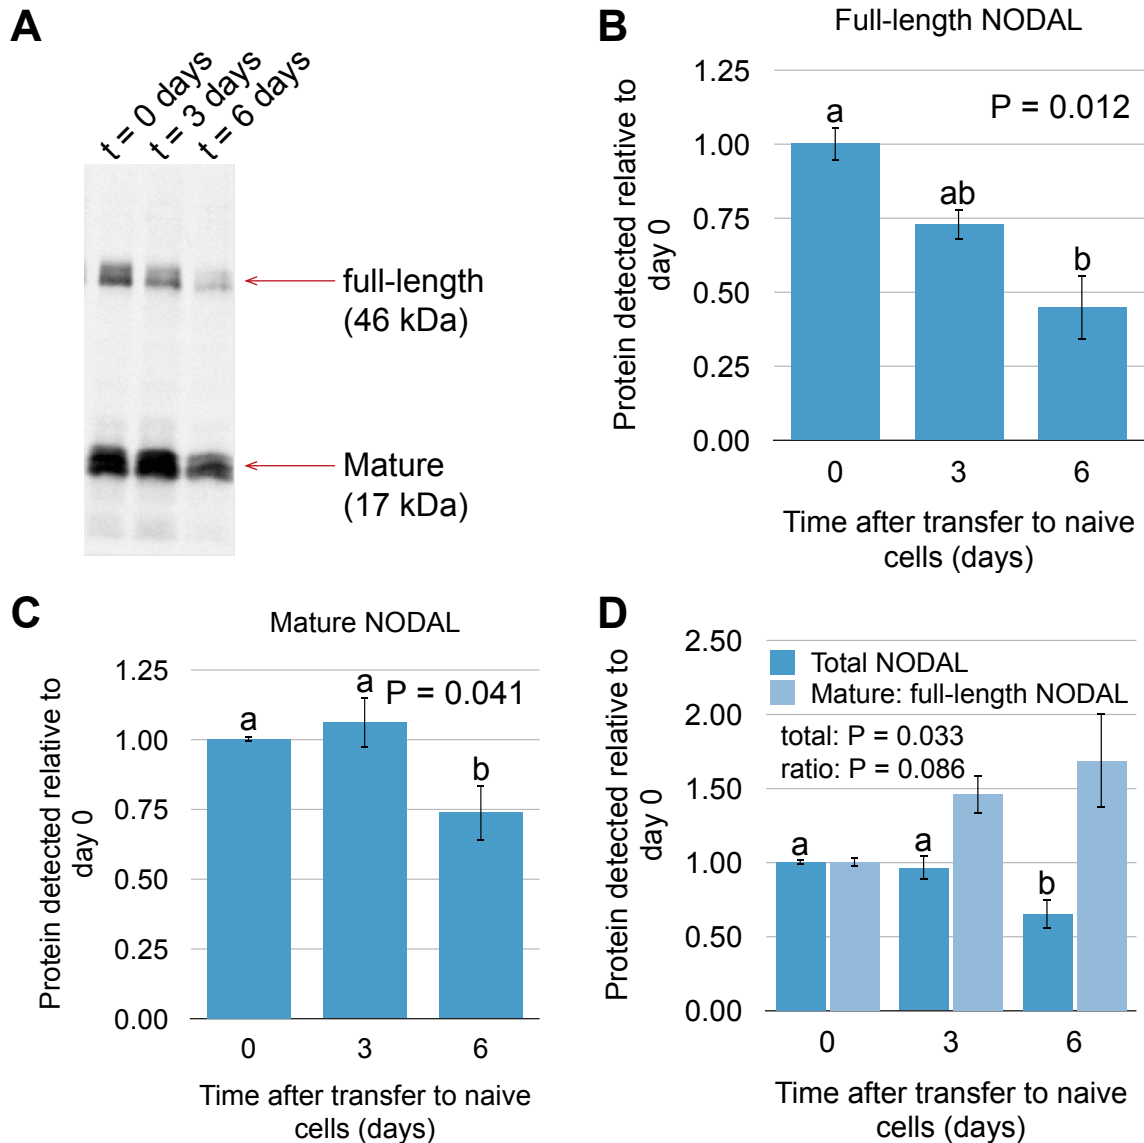 A
t = 0 days
t = 3 days
t = 6 days
full-length
(46 kDa)
Mature
(17 kDa)
B
Full-length NODAL
Protein detected relative to
day 0
1.25
1.00
0.75
0.50
0.25
0.00
P = 0.012
a
ab
b
0 3 6
Time after transfer to naive
cells (days)
C
Mature NODAL
Protein detected relative to
day 0
1.25
1.00
0.75
0.50
0.25
0.00
P = 0.041
a
a
b
0 3 6
Time after transfer to naive
cells (days)
D
Protein detected relative to
day 0
2.50
2.00
1.50
1.00
0.50
0.00
Total NODAL
Mature: full-length NODAL
total: P = 0.033
ratio: P = 0.086
a
a
b
0 3 6
Time after transfer to naive
cells (days)